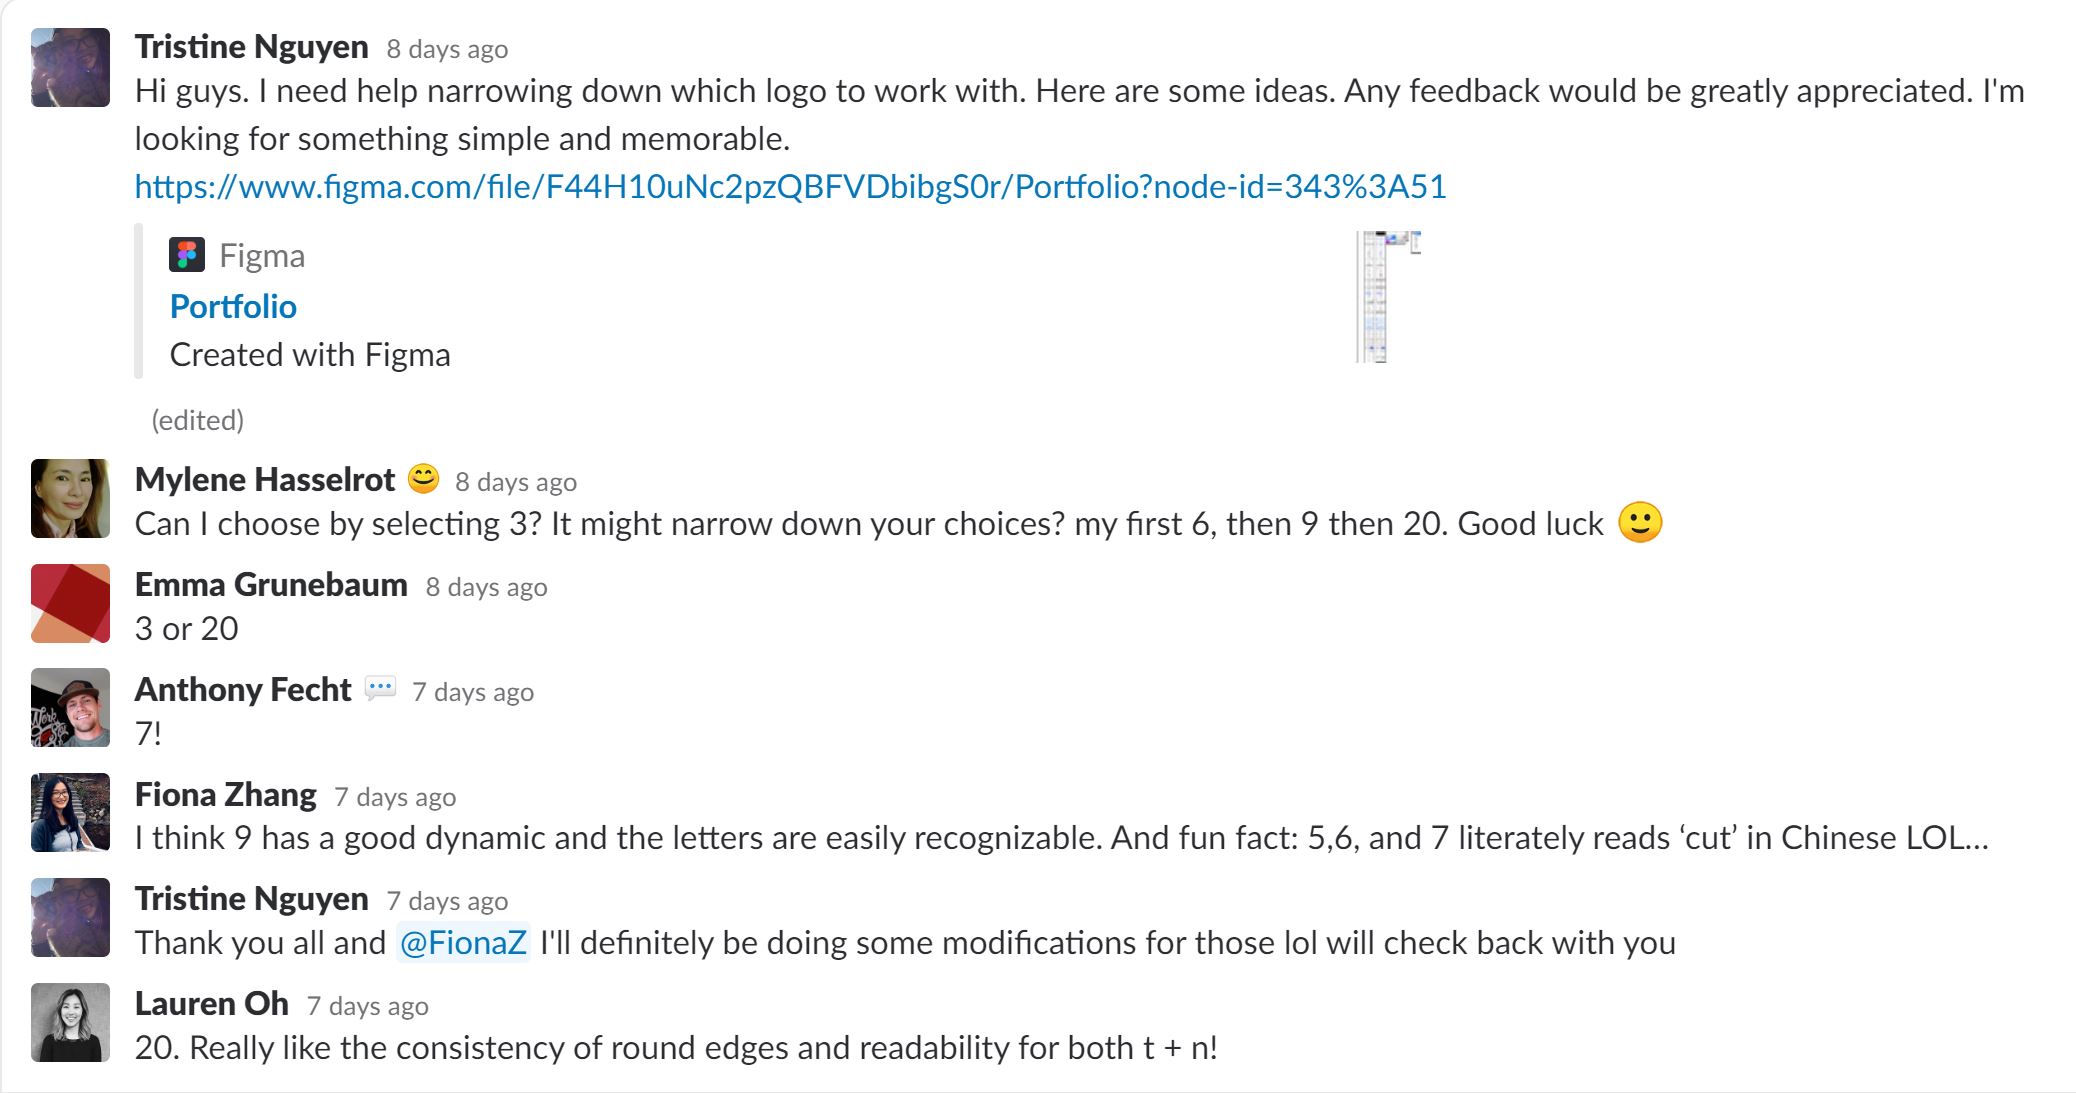 Tristine Nguyen 8 days ago
Hi guys. I need help narrowing down which logo to work with. Here are some ideas. Any feedback would be greatly appreciated. I'm
looking for something simple and memorable.
https://www.figma.com/file/F44H10uNc2pzQBFVDbibgS0r/Portfolio?node-id=343%3A51
Figma
Portfolio
Created with Figma
(edited)
Mylene Hasselrot 😊 8 days ago
Can I choose by selecting 3? It might narrow down your choices? my first 6, then 9 then 20. Good luck 🙂
Emma Grunebaum 8 days ago
3 or 20
Anthony Fecht 💬 7 days ago
7!
Fiona Zhang 7 days ago
I think 9 has a good dynamic and the letters are easily recognizable. And fun fact: 5,6, and 7 literately reads ‘cut’ in Chinese LOL...
Tristine Nguyen 7 days ago
Thank you all and @FionaZ I'll definitely be doing some modifications for those lol will check back with you
Lauren Oh 7 days ago
20. Really like the consistency of round edges and readability for both t + n!